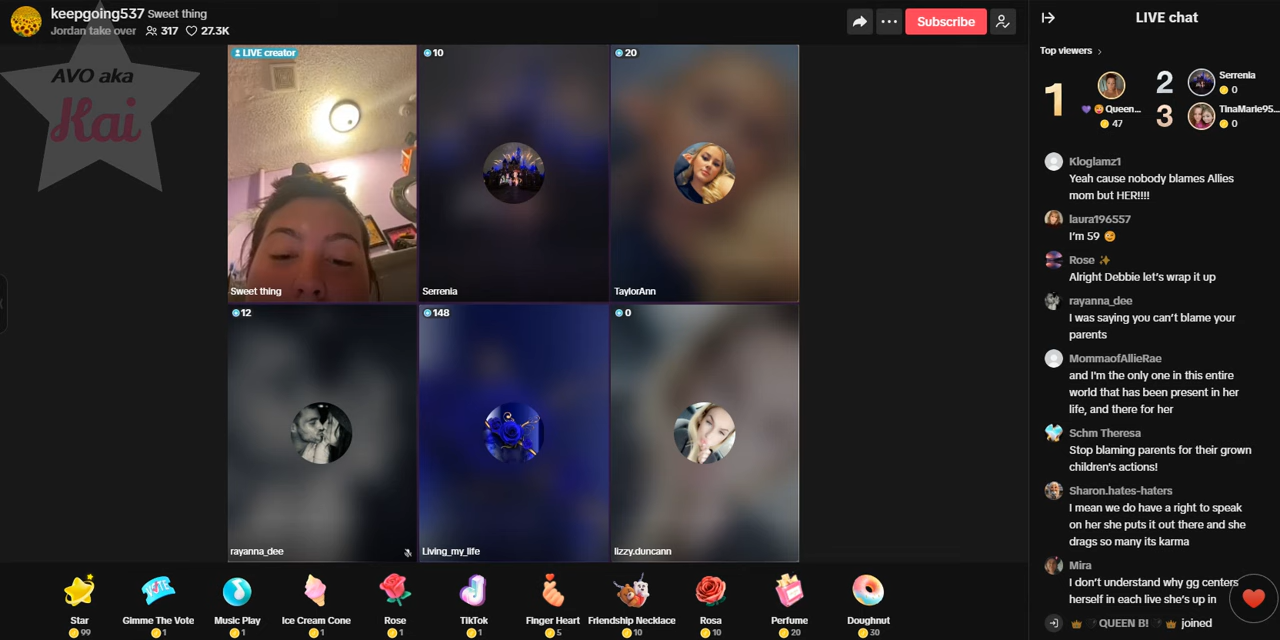 keepgoing537 Sweet thing
Jordan take over 317 27.3K
Subscribe
AVO aka
Kai
LIVE creator
Sweet thing
10
Serrenia
20
TaylorAnn
12
rayanna_dee
148
Living_my_life
0
lizzy.duncann
Star
99
Gimme The Vote
1
Music Play
1
Ice Cream Cone
1
Rose
1
TikTok
1
Finger Heart
5
Friendship Necklace
10
Rosa
10
Perfume
20
Doughnut
30
LIVE chat
Top viewers
1
Queen...
47
2
Serrenia
0
3
TinaMarie95...
0
Kloglamz1
Yeah cause nobody blames Allies
mom but HER!!!!
laura196557
I'm 59 😅
Rose ✨
Alright Debbie let's wrap it up
rayanna_dee
I was saying you can't blame your
parents
MommaofAllieRae
and I'm the only one in this entire
world that has been present in her
life, and there for her
Schm Theresa
Stop blaming parents for their grown
children's actions!
Sharon.hates-haters
I mean we do have a right to speak
on her she puts it out there and she
drags so many its karma
Mira
I don't understand why gg centers
herself in each live she's up in
QUEEN B! joined